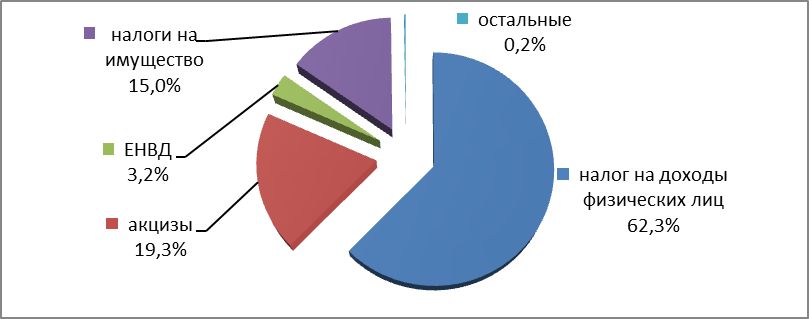 налоги на
имущество
15,0%
остальные
0,2%
ЕНВД
3,2%
налог на доходы
физических лиц
62,3%
акцизы
19,3%